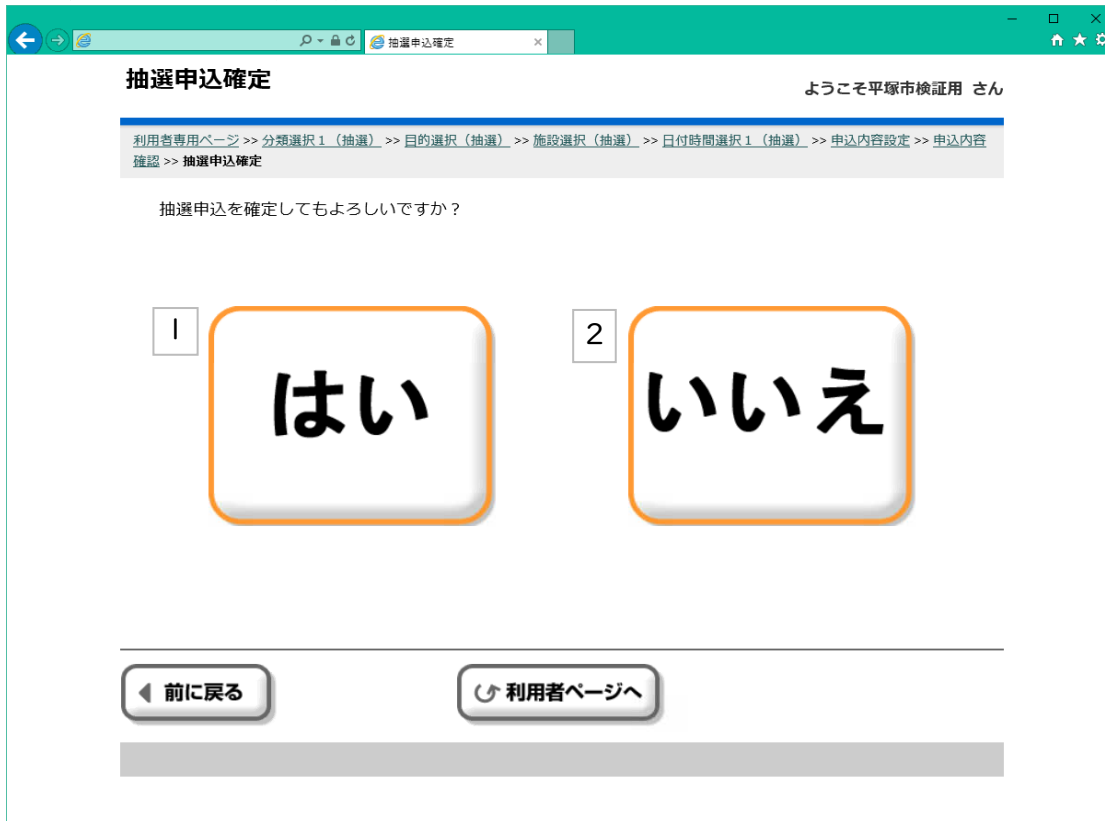 抽選申込確定
抽選申込確定
ようこそ平塚市検証用 さん
利用者専用ページ >> 分類選択1（抽選） >> 目的選択（抽選） >> 施設選択（抽選） >> 日付時間選択1（抽選） >> 申込内容設定 >> 申込内容
確認 >> 抽選申込確定
抽選申込を確定してもよろしいですか？
1
はい
2
いいえ
前に戻る
利用者ページへ